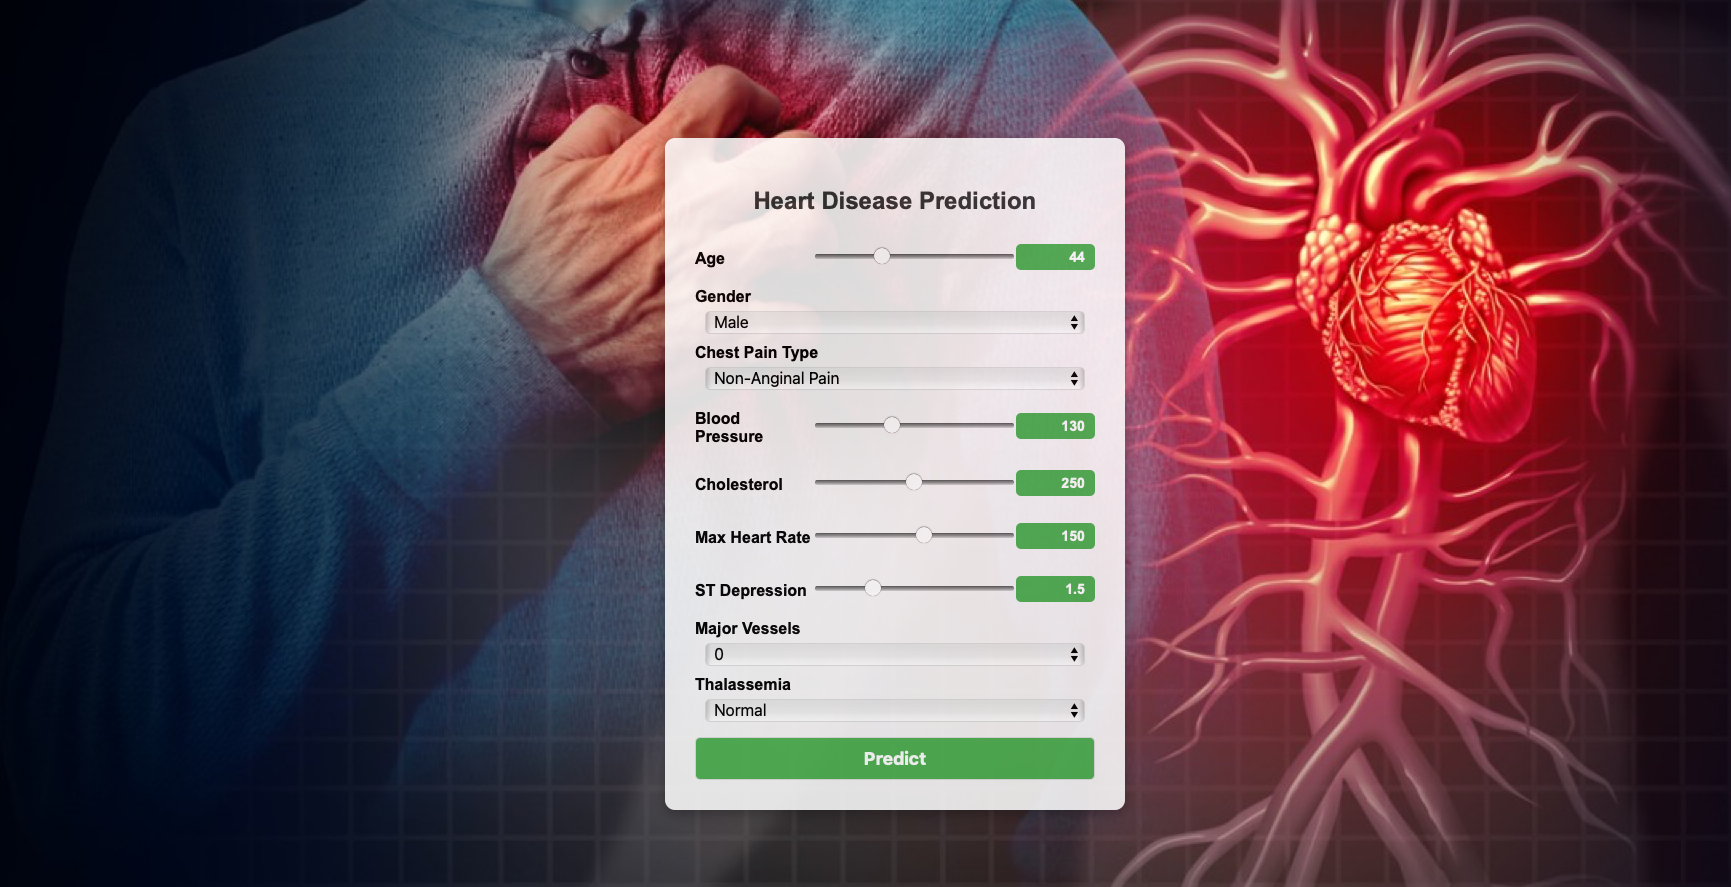 Heart Disease Prediction
Age 44
Gender
Male
Chest Pain Type
Non-Anginal Pain
Blood
Pressure 130
Cholesterol 250
Max Heart Rate 150
ST Depression 1.5
Major Vessels
0
Thalassemia
Normal
Predict